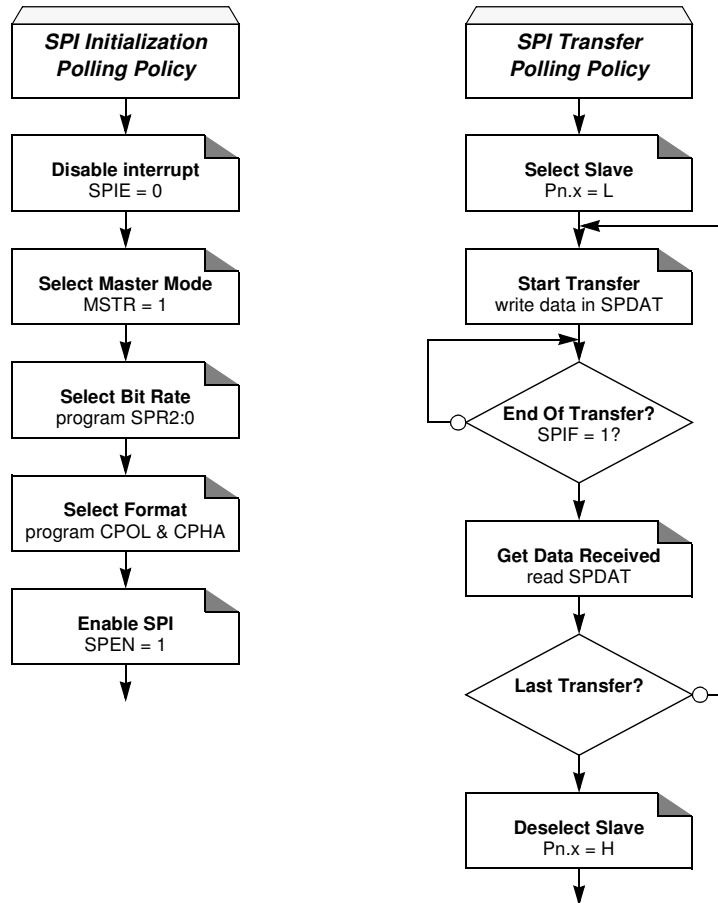 SPI Initialization
Polling Policy
Disable interrupt
SPIE = 0
Select Master Mode
MSTR = 1
Select Bit Rate
program SPR2:0
Select Format
program CPOL & CPHA
Enable SPI
SPEN = 1
SPI Transfer
Polling Policy
Select Slave
Pn.x = L
Start Transfer
write data in SPDAT
End Of Transfer?
SPIF = 1?
Get Data Received
read SPDAT
Last Transfer?
Deselect Slave
Pn.x = H